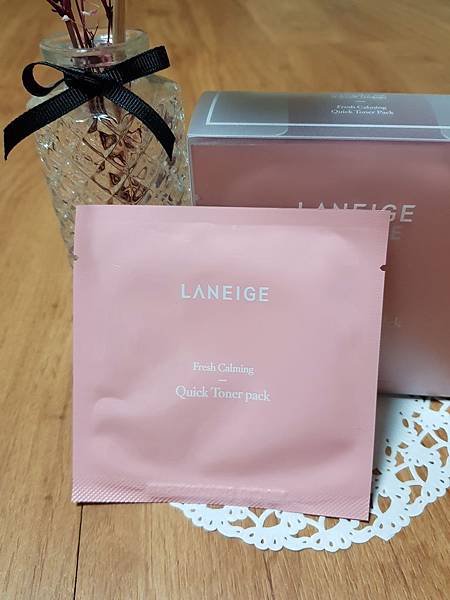 Fresh Calming
Quick Toner Pack
LANEIGE
LANEIGE
Fresh Calming
Quick Toner pack